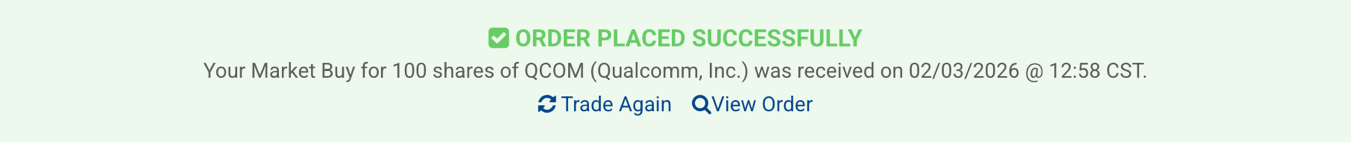 ORDER PLACED SUCCESSFULLY
Your Market Buy for 100 shares of QCOM (Qualcomm, Inc.) was received on 02/03/2026 @ 12:58 CST.
Trade Again View Order